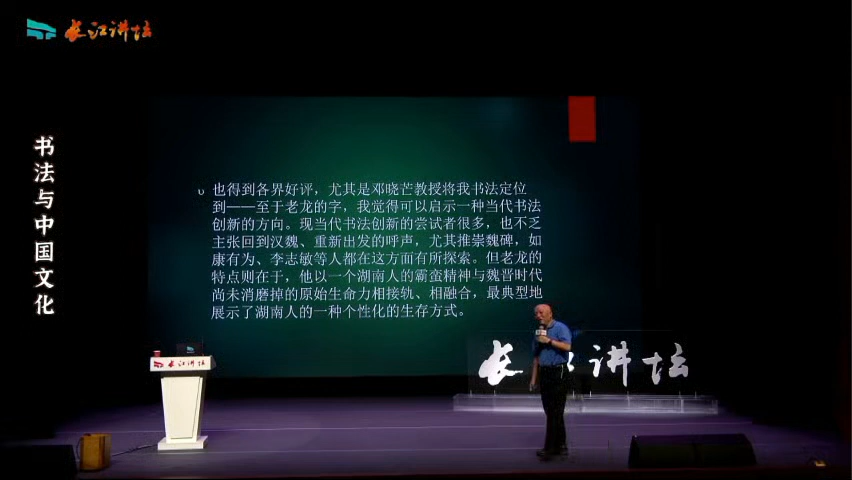 长江讲坛
书法与中国文化
也得到各界好评，尤其是邓晓芒教授将我书法定位
到——至于老龙的字，我觉得可以启示一种当代书法
创新的方向。现当代书法创新的尝试者很多，也不乏
主张回到汉魏、重新出发的呼声，尤其推崇魏碑，如
康有为、李志敏等人都在这方面有所探索。但老龙的
特点则在于，他以一个湖南人的霸蛮精神与魏晋时代
尚未消磨掉的原始生命力相接轨、相融合，最典型地
展示了湖南人的一种个性化的生存方式。
长江讲坛
长江讲坛